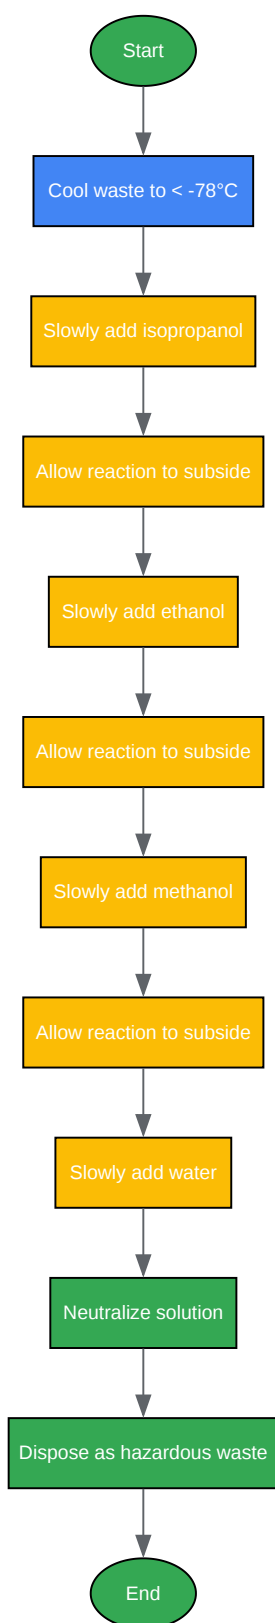 Start
Cool waste to < -78°C
Slowly add isopropanol
Allow reaction to subside
Slowly add ethanol
Allow reaction to subside
Slowly add methanol
Allow reaction to subside
Slowly add water
Neutralize solution
Dispose as hazardous waste
End